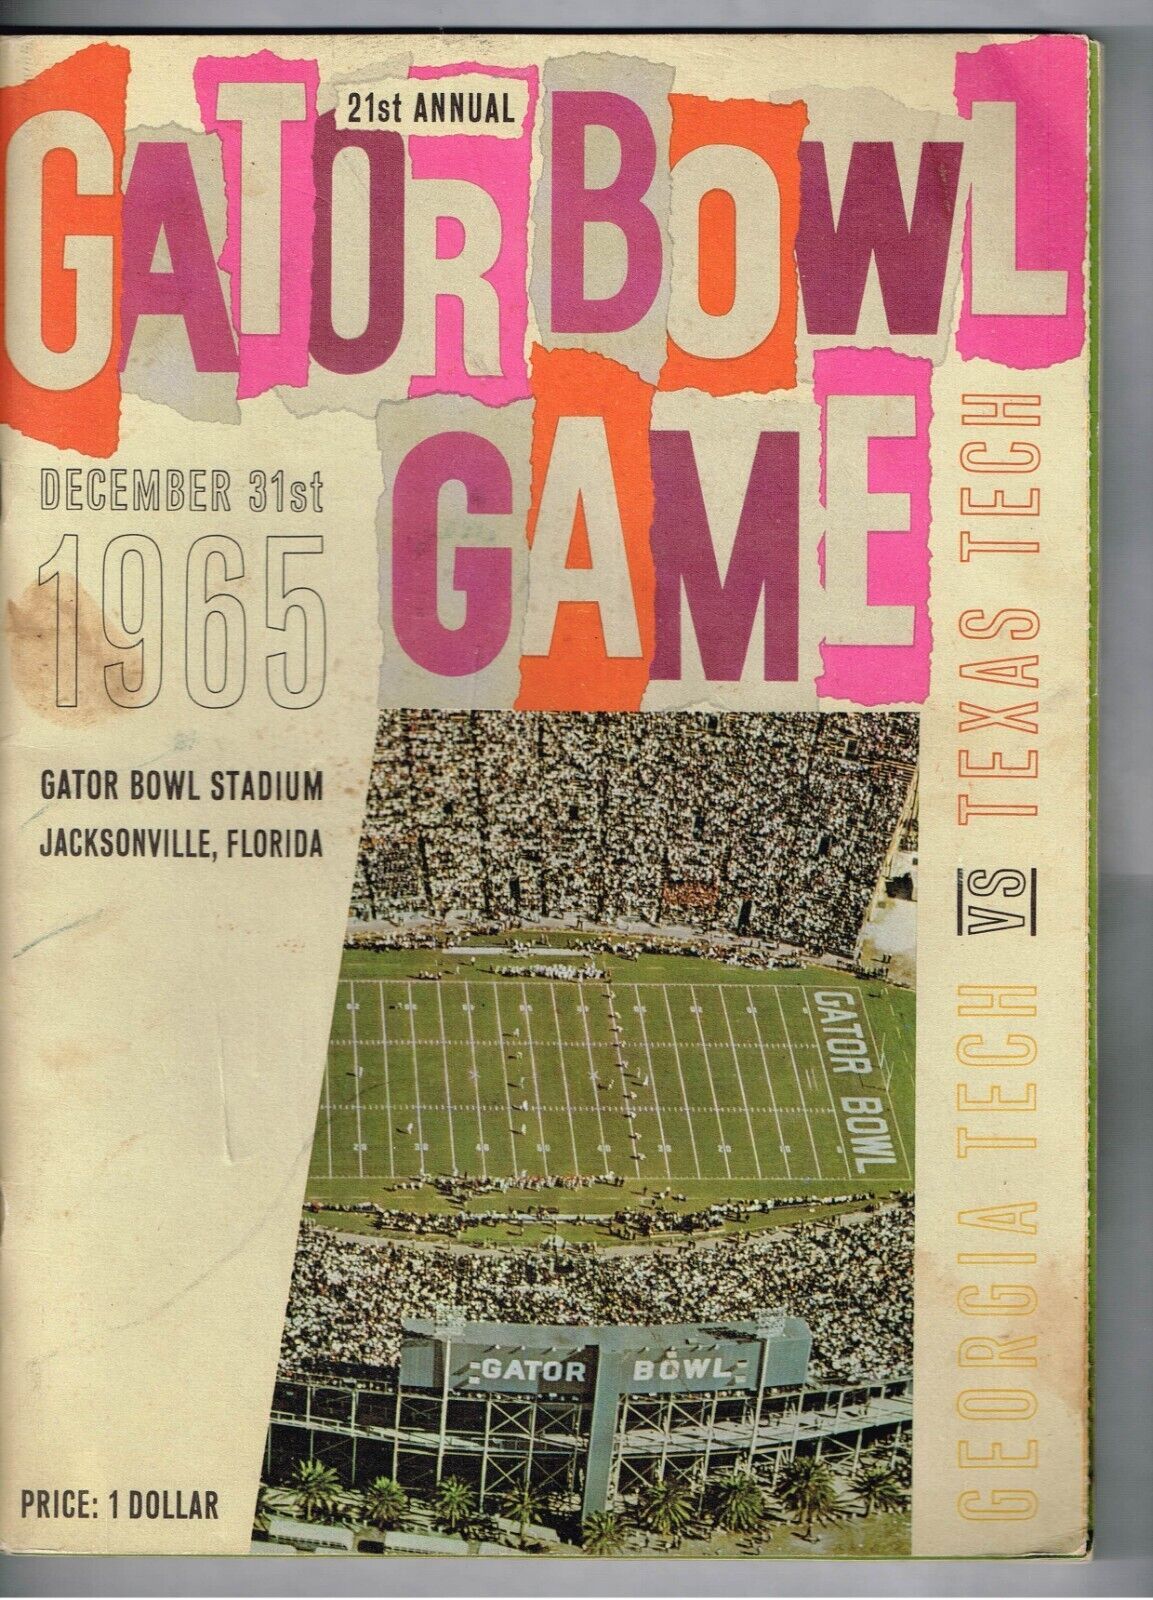 21st ANNUAL
GATOR BOWL
GAME
DECEMBER 31st
1965
GATOR BOWL STADIUM
JACKSONVILLE, FLORIDA
GEORGIA TECH VS TEXAS TECH
GATOR BOWL
GATOR BOWL
PRICE: 1 DOLLAR